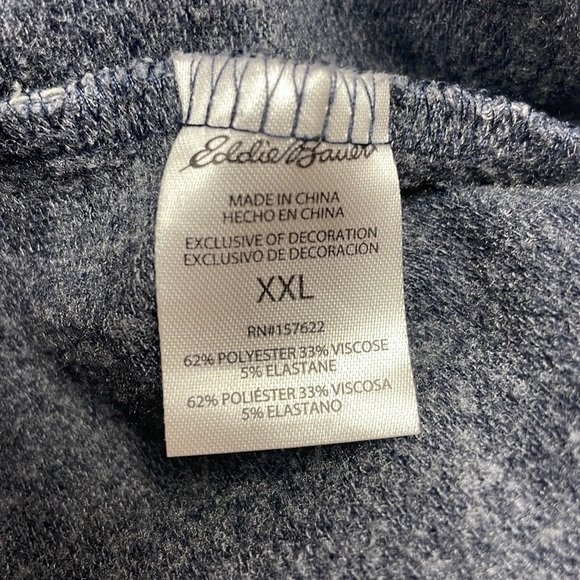 Eddie Bauer
MADE IN CHINA
HECHO EN CHINA
EXCLUSIVE OF DECORATION
EXCLUSIVO DE DECORACIÓN
XXL
RN#157622
62% POLYESTER 33% VISCOSE
5% ELASTANE
62% POLIÉSTER 33% VISCOSA
5% ELASTANO